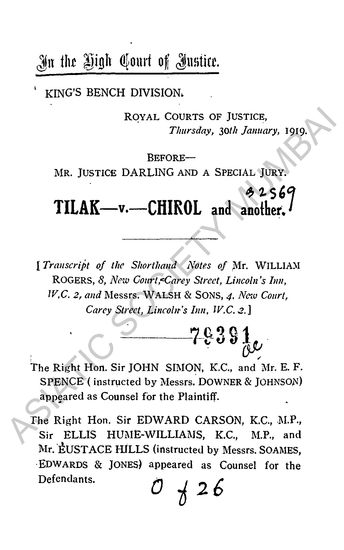 In the High Court of Justice.
KING'S BENCH DIVISION.
ROYAL COURTS OF JUSTICE,
Thursday, 30th January, 1919.
BEFORE—
MR. JUSTICE DARLING AND A SPECIAL JURY.
32569
TILAK—v.—CHIROL and another.
[Transcript of the Shorthand Notes of Mr. WILLIAM
ROGERS, 8, New Court, Carey Street, Lincoln's Inn,
W.C. 2, and Messrs. WALSH & SONS, 4. New Court,
Carey Street, Lincoln's Inn, W.C. 2.]
79391
The Right Hon. Sir JOHN SIMON, K.C., and Mr. E. F.
SPENCE (instructed by Messrs. DOWNER & JOHNSON)
appeared as Counsel for the Plaintiff.
The Right Hon. Sir EDWARD CARSON, K.C., M.P.,
Sir ELLIS HUME-WILLIAMS, K.C., M.P., and
Mr. EUSTACE HILLS (instructed by Messrs. SOAMES,
EDWARDS & JONES) appeared as Counsel for the
Defendants.
O of 26
ASIATIC SOCIETY MUMBAI